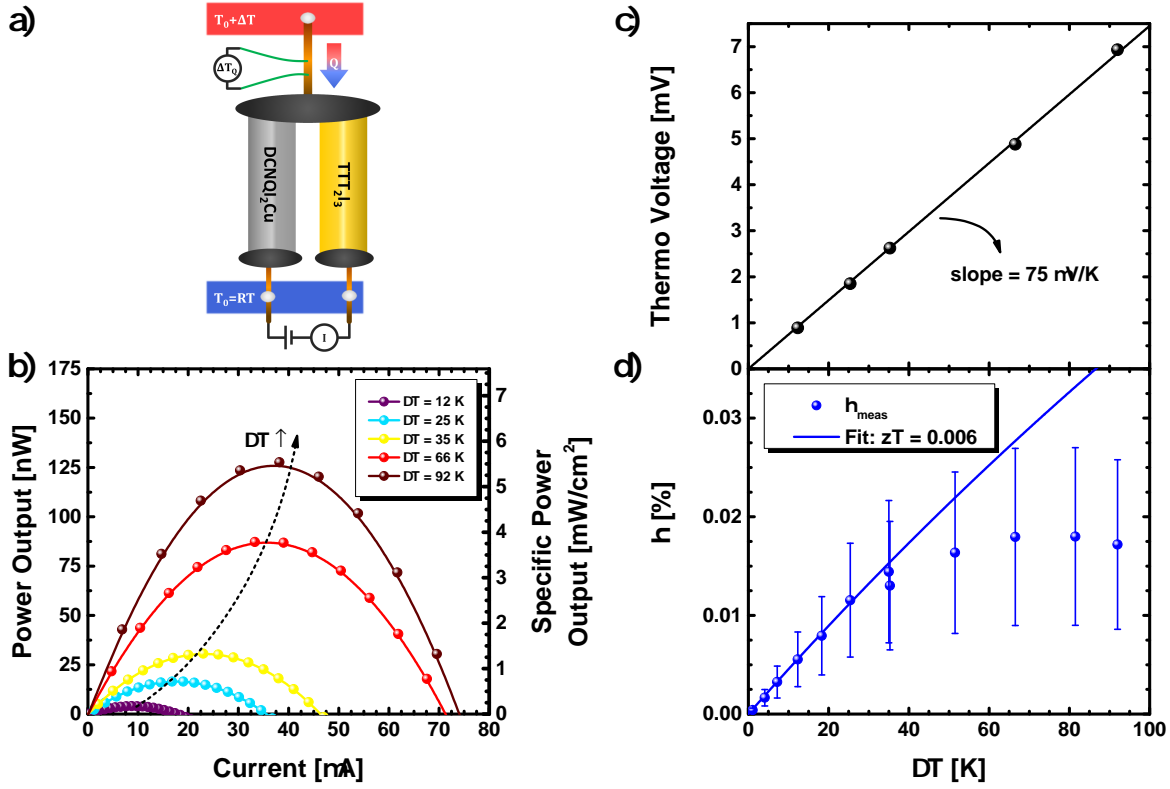 a)
T₀+ΔT
ΔT_Q
Q
DCNQI₂Cu
TTT₂I₃
T₀=RT
I
b)
175
150
125
100
75
50
25
0
Power Output [nW]
0 10 20 30 40 50 60 70 80
Current [mA]
7
6
5
4
3
2
1
0
Specific Power
Output [mW/cm²]
DT = 12 K
DT = 25 K
DT = 35 K
DT = 66 K
DT = 92 K
DT ↑
c)
7
6
5
4
3
2
1
0
Thermo Voltage [mV]
slope = 75 mV/K
d)
0.03
0.02
0.01
0.00
h [%]
h_meas
Fit: zT = 0.006
0 20 40 60 80 100
DT [K]